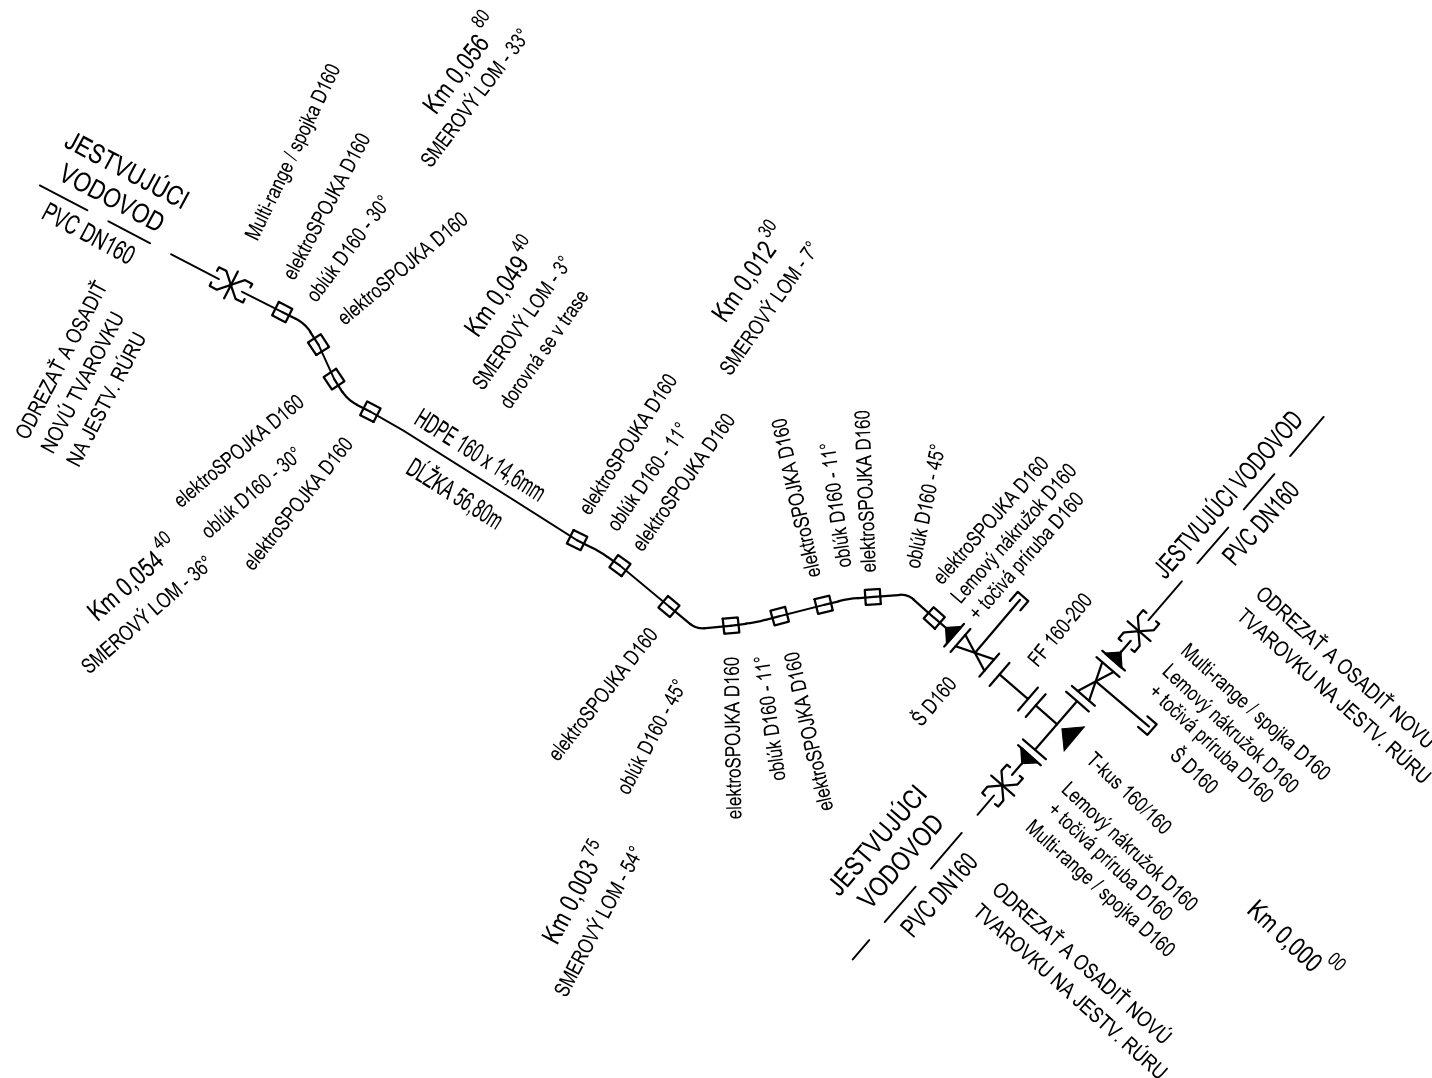 JESTVUJÚCI
VODOVOD
PVC DN160
ODREZAŤ A OSADIŤ
NOVÚ TVAROVKU
NA JESTV. RÚRU
Multi-range / spojka D160
elektroSPOJKA D160
oblúk D160 - 30°
elektroSPOJKA D160
Km 0,056 80
SMEROVÝ LOM - 33°
elektroSPOJKA D160
oblúk D160 - 30°
elektroSPOJKA D160
Km 0,054 40
SMEROVÝ LOM - 36°
Km 0,049 40
SMEROVÝ LOM - 3°
dorovná se v trase
HDPE 160 x 14,6mm
DĹŽKA 56,80m
Km 0,012 30
SMEROVÝ LOM - 7°
elektroSPOJKA D160
oblúk D160 - 11°
elektroSPOJKA D160
elektroSPOJKA D160
oblúk D160 - 45°
Km 0,003 75
SMEROVÝ LOM - 54°
elektroSPOJKA D160
oblúk D160 - 11°
elektroSPOJKA D160
elektroSPOJKA D160
oblúk D160 - 11°
elektroSPOJKA D160
oblúk D160 - 45°
elektroSPOJKA D160
Lemový nákružok D160
+ točivá príruba D160
Š D160
FF 160-200
JESTVUJÚCI VODOVOD
PVC DN160
ODREZAŤ A OSADIŤ NOVU
TVAROVKU NA JESTV. RÚRU
Multi-range / spojka D160
Lemový nákružok D160
+ točivá príruba D160
Š D160
T-kus 160/160
Lemový nákružok D160
+ točivá príruba D160
Multi-range / spojka D160
JESTVUJÚCI
VODOVOD
PVC DN160
ODREZAŤ A OSADIŤ NOVÚ
TVAROVKU NA JESTV. RÚRU
Km 0,000 00